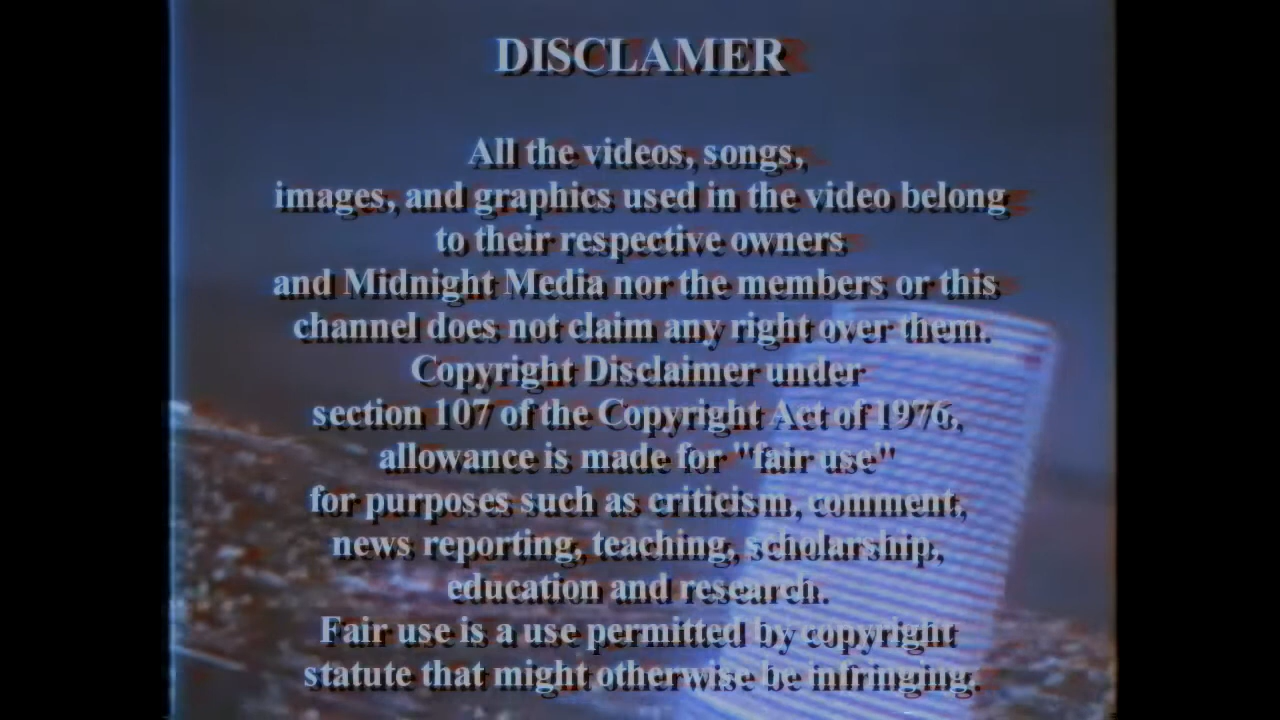 DISCLAMER
All the videos, songs,
images, and graphics used in the video belong
to their respective owners
and Midnight Media nor the members or this
channel does not claim any right over them.
Copyright Disclaimer under
section 107 of the Copyright Act of 1976,
allowance is made for "fair use"
for purposes such as criticism, comment,
news reporting, teaching, scholarship,
education and research.
Fair use is a use permitted by copyright
statute that might otherwise be infringing.